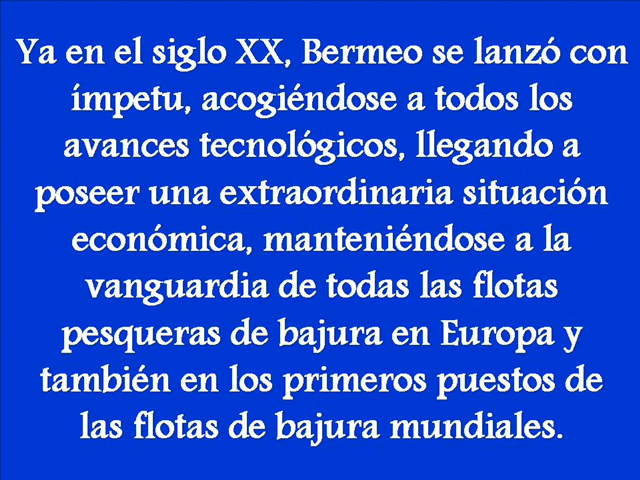 Ya en el siglo XX, Bermeo se lanzó con
ímpetu, acogiéndose a todos los
avances tecnológicos, llegando a
poseer una extraordinaria situación
económica, manteniéndose a la
vanguardia de todas las flotas
pesqueras de bajura en Europa y
también en los primeros puestos de
las flotas de bajura mundiales.